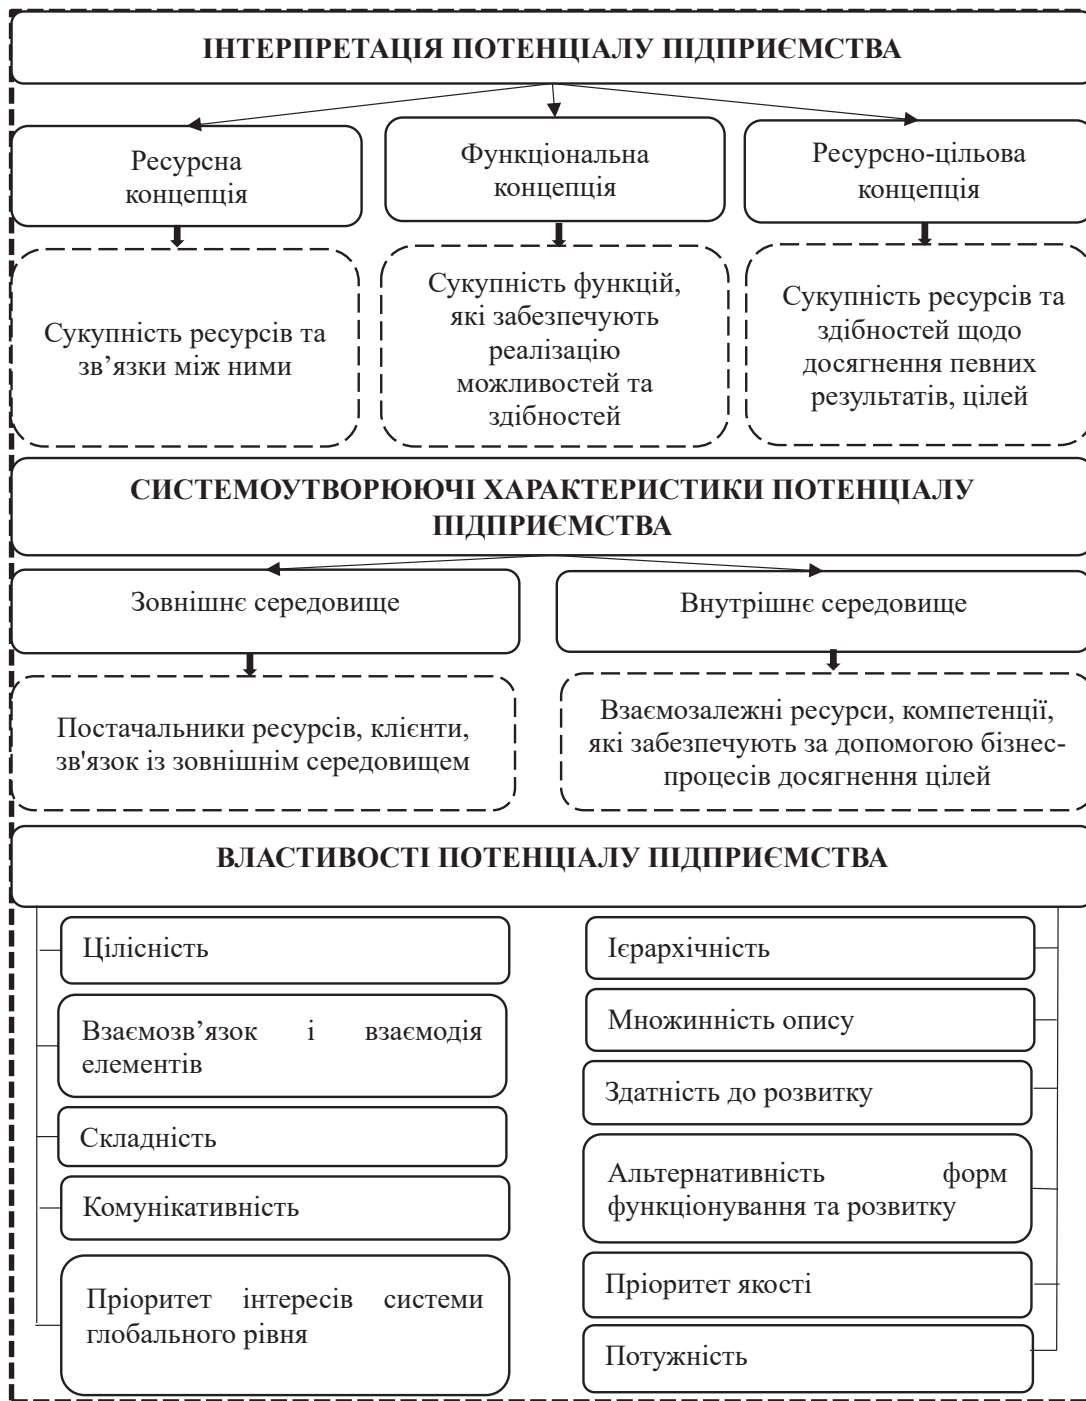 ІНТЕРПРЕТАЦІЯ ПОТЕНЦІАЛУ ПІДПРИЄМСТВА
Ресурсна
концепція
Функціональна
концепція
Ресурсно-цільова
концепція
Сукупність ресурсів та
зв’язки між ними
Сукупність функцій,
які забезпечують
реалізацію
можливостей та
здібностей
Сукупність ресурсів та
здібностей щодо
досягнення певних
результатів, цілей
СИСТЕМОУТВОРЮЮЧІ ХАРАКТЕРИСТИКИ ПОТЕНЦІАЛУ
ПІДПРИЄМСТВА
Зовнішнє середовище
Внутрішнє середовище
Постачальники ресурсів, клієнти,
зв'язок із зовнішнім середовищем
Взаємозалежні ресурси, компетенції,
які забезпечують за допомогою бізнес-
процесів досягнення цілей
ВЛАСТИВОСТІ ПОТЕНЦІАЛУ ПІДПРИЄМСТВА
Цілісність
Взаємозв’язок і взаємодія
елементів
Складність
Комунікативність
Пріоритет інтересів системи
глобального рівня
Ієрархічність
Множинність опису
Здатність до розвитку
Альтернативність форм
функціонування та розвитку
Пріоритет якості
Потужність